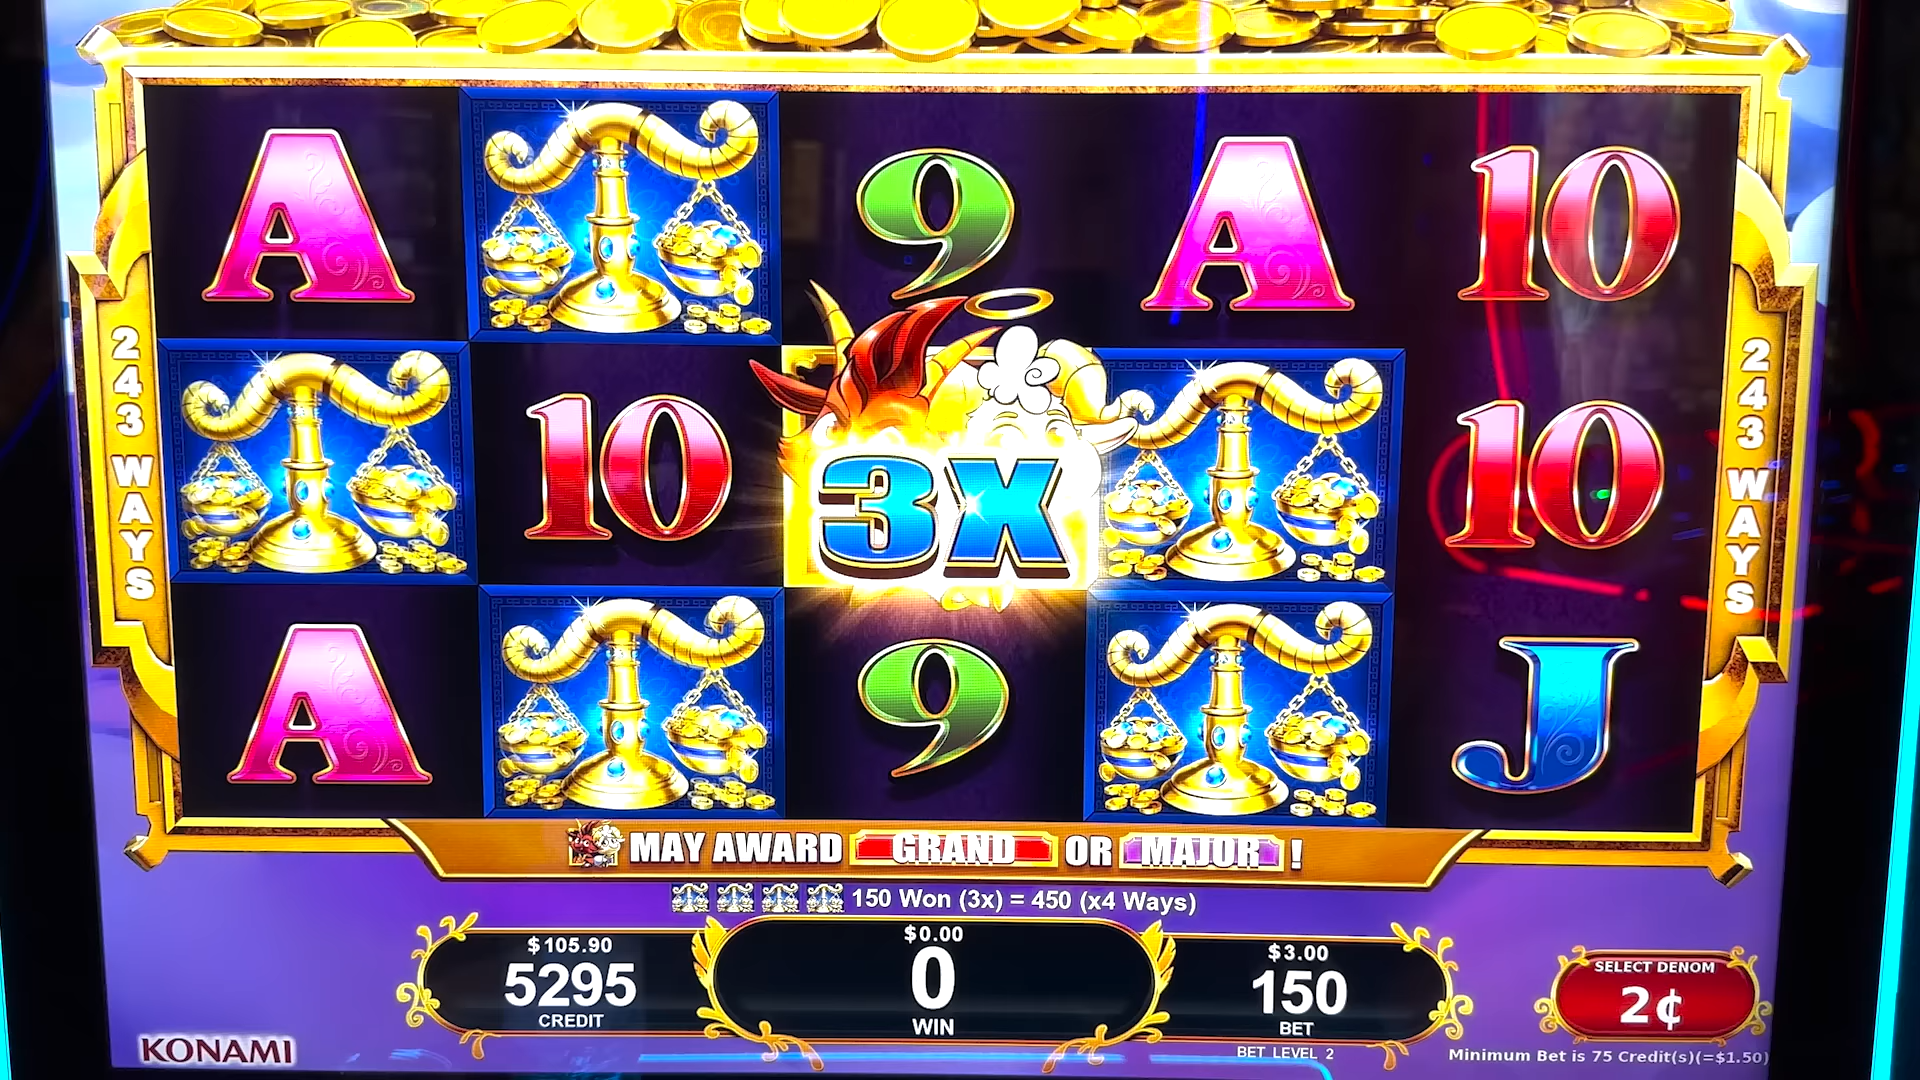 A 9 A 10
10 3X 10
A 9 J
243 WAYS
243 WAYS
MAY AWARD GRAND OR MAJOR !
150 Won (3x) = 450 (x4 Ways)
$105.90
5295
CREDIT
$0.00
0
WIN
$3.00
150
BET
BET LEVEL 2
SELECT DENOM
2¢
Minimum Bet is 75 Credit(s)(=$1.50)
KONAMI